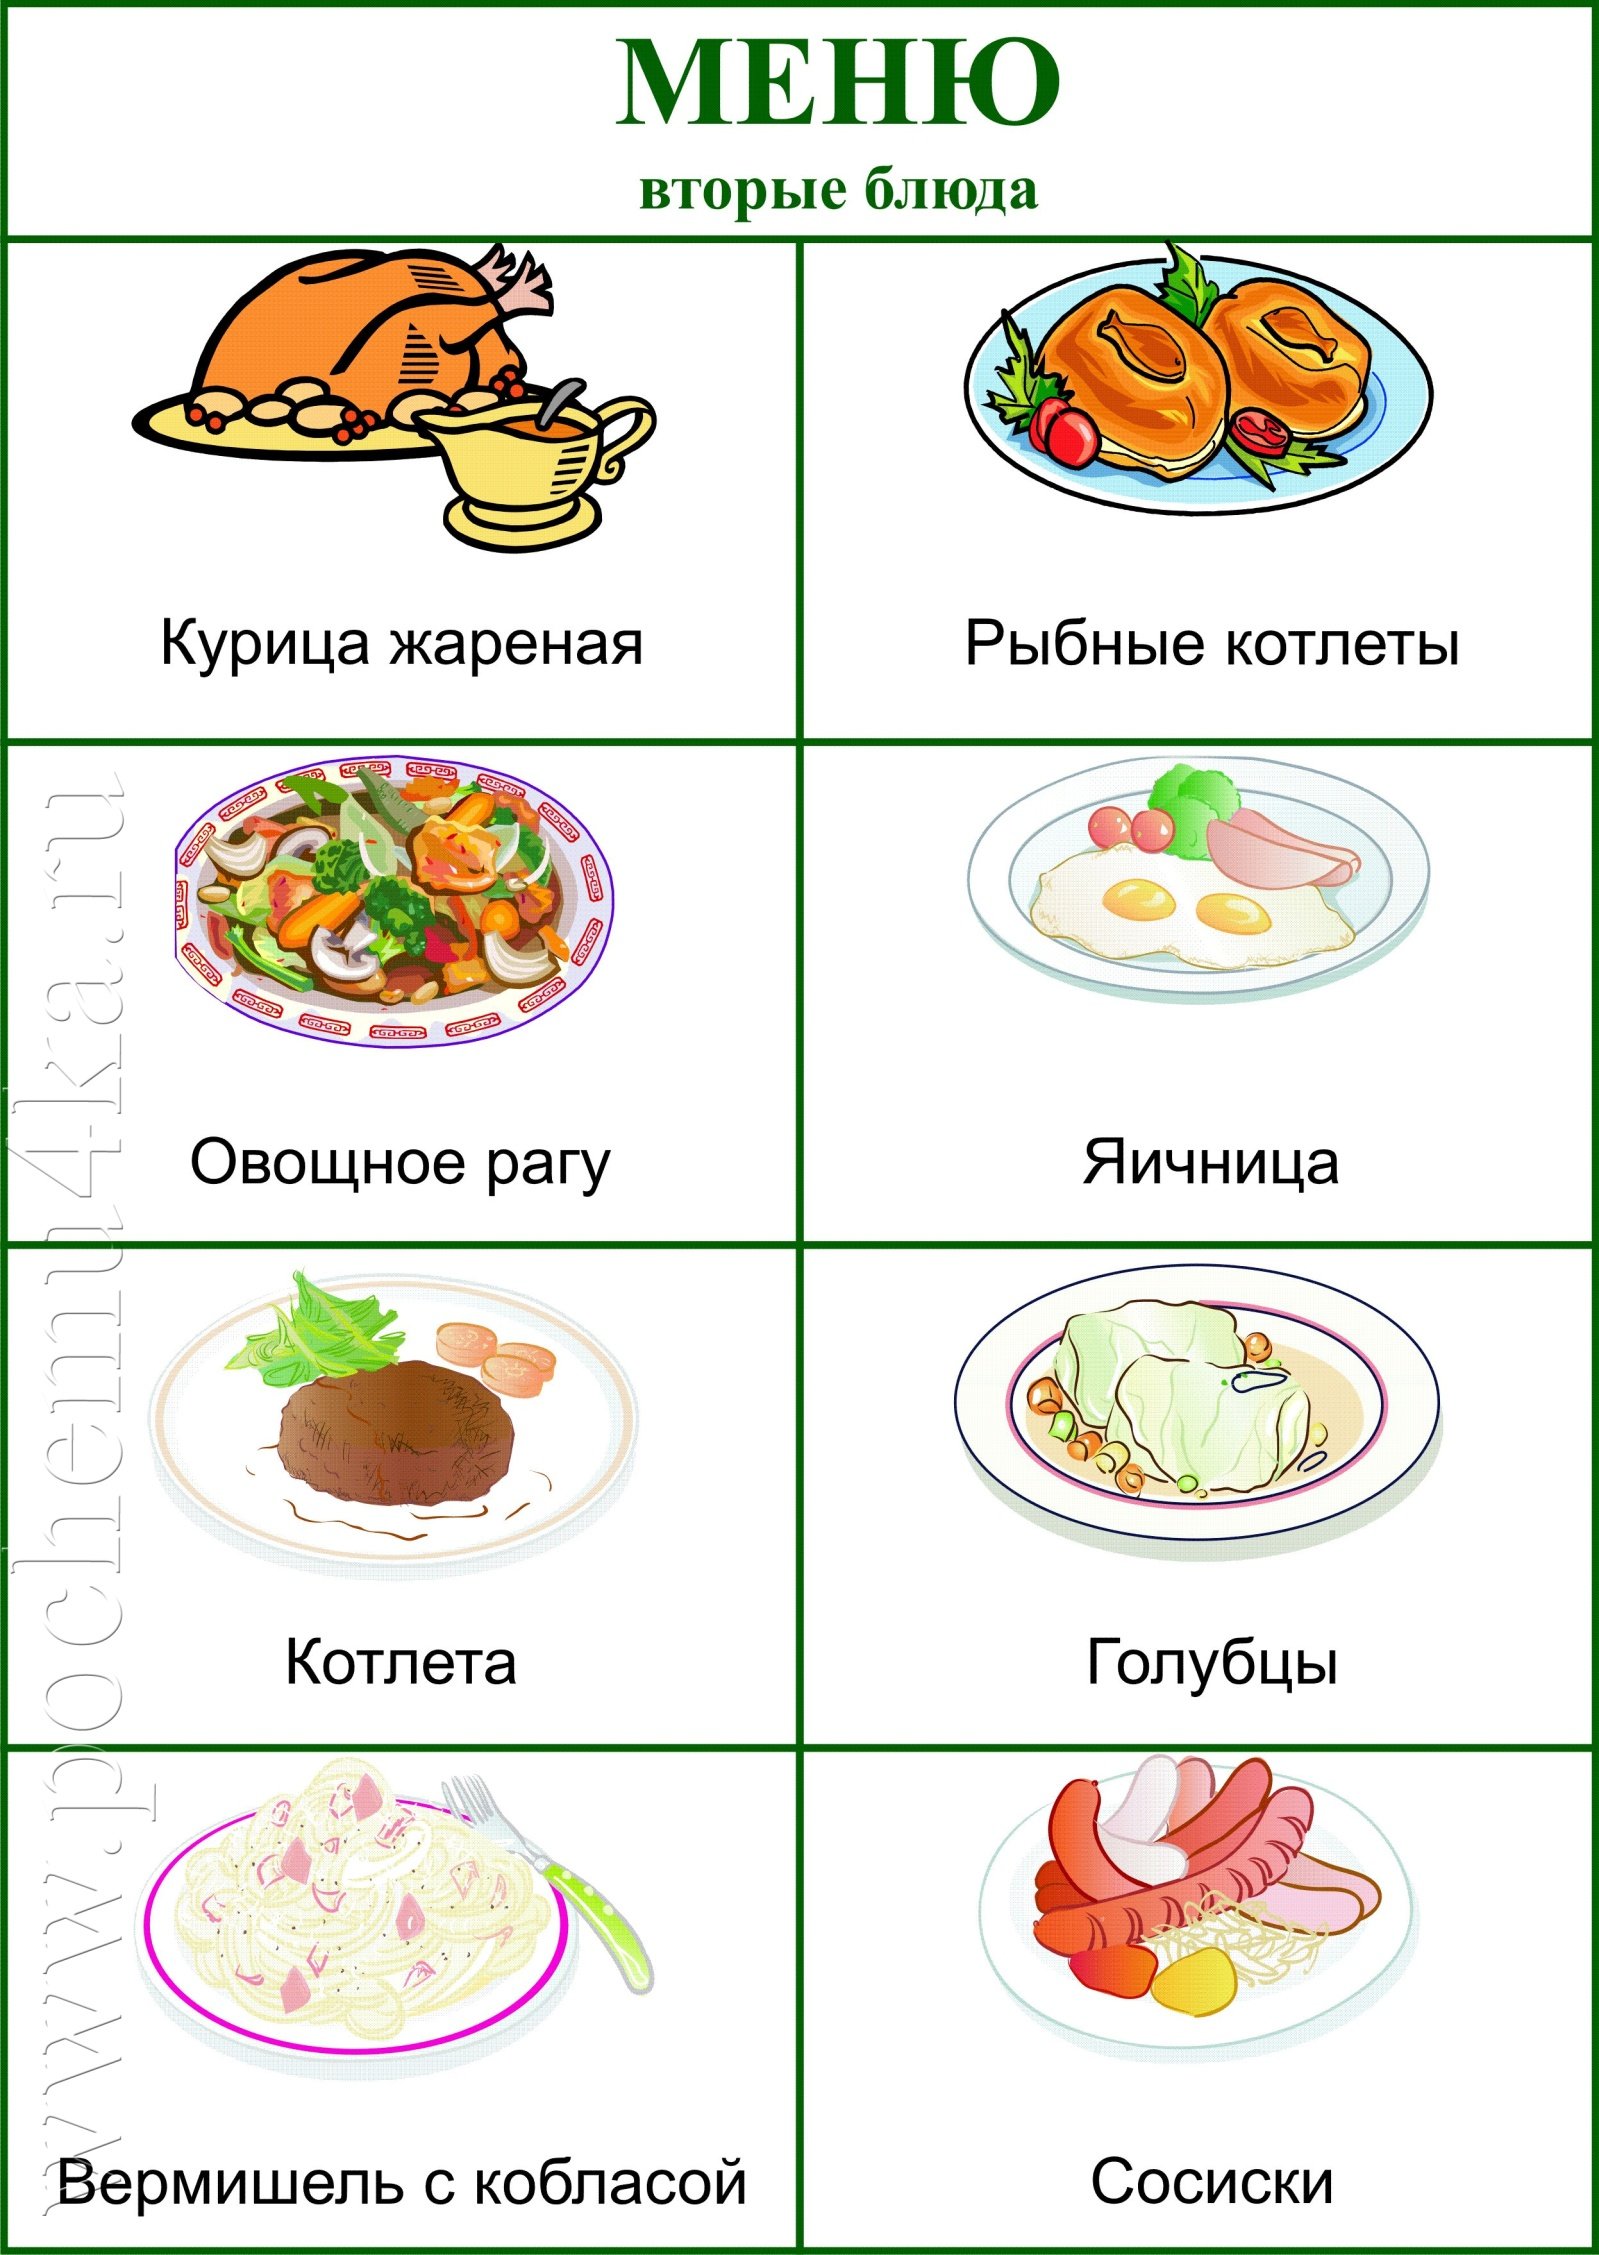 МЕНЮ
вторые блюда
Курица жареная
Рыбные котлеты
Овощное рагу
Яичница
Котлета
Голубцы
Вермишель с кобласой
Сосиски
www.pochemu4ka.ru